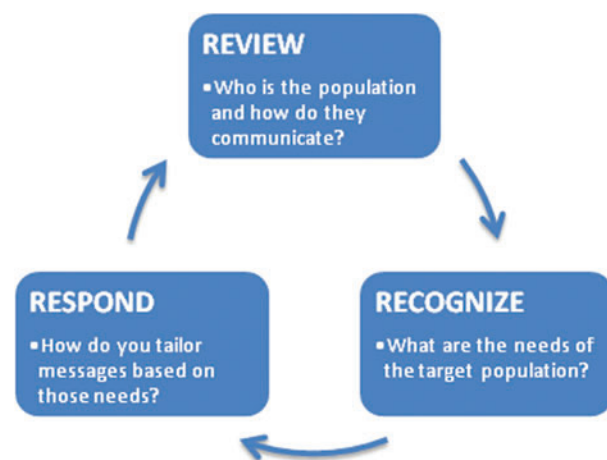 REVIEW
▪Who is the population
and how do they
communicate?
RESPOND
▪How do you tailor
messages based on
those needs?
RECOGNIZE
▪What are the needs of
the target population?